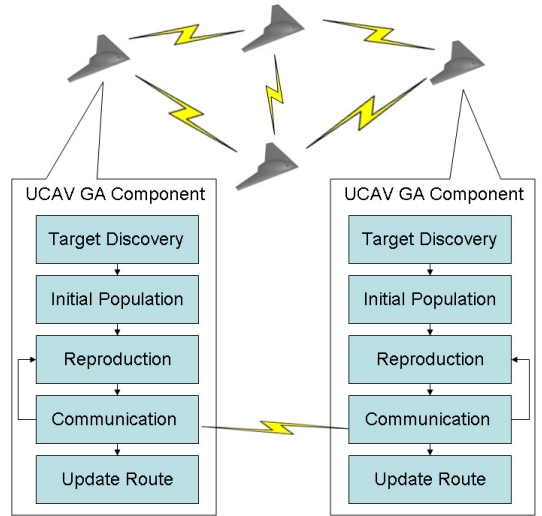 UCAV GA Component
Target Discovery
Initial Population
Reproduction
Communication
Update Route
UCAV GA Component
Target Discovery
Initial Population
Reproduction
Communication
Update Route